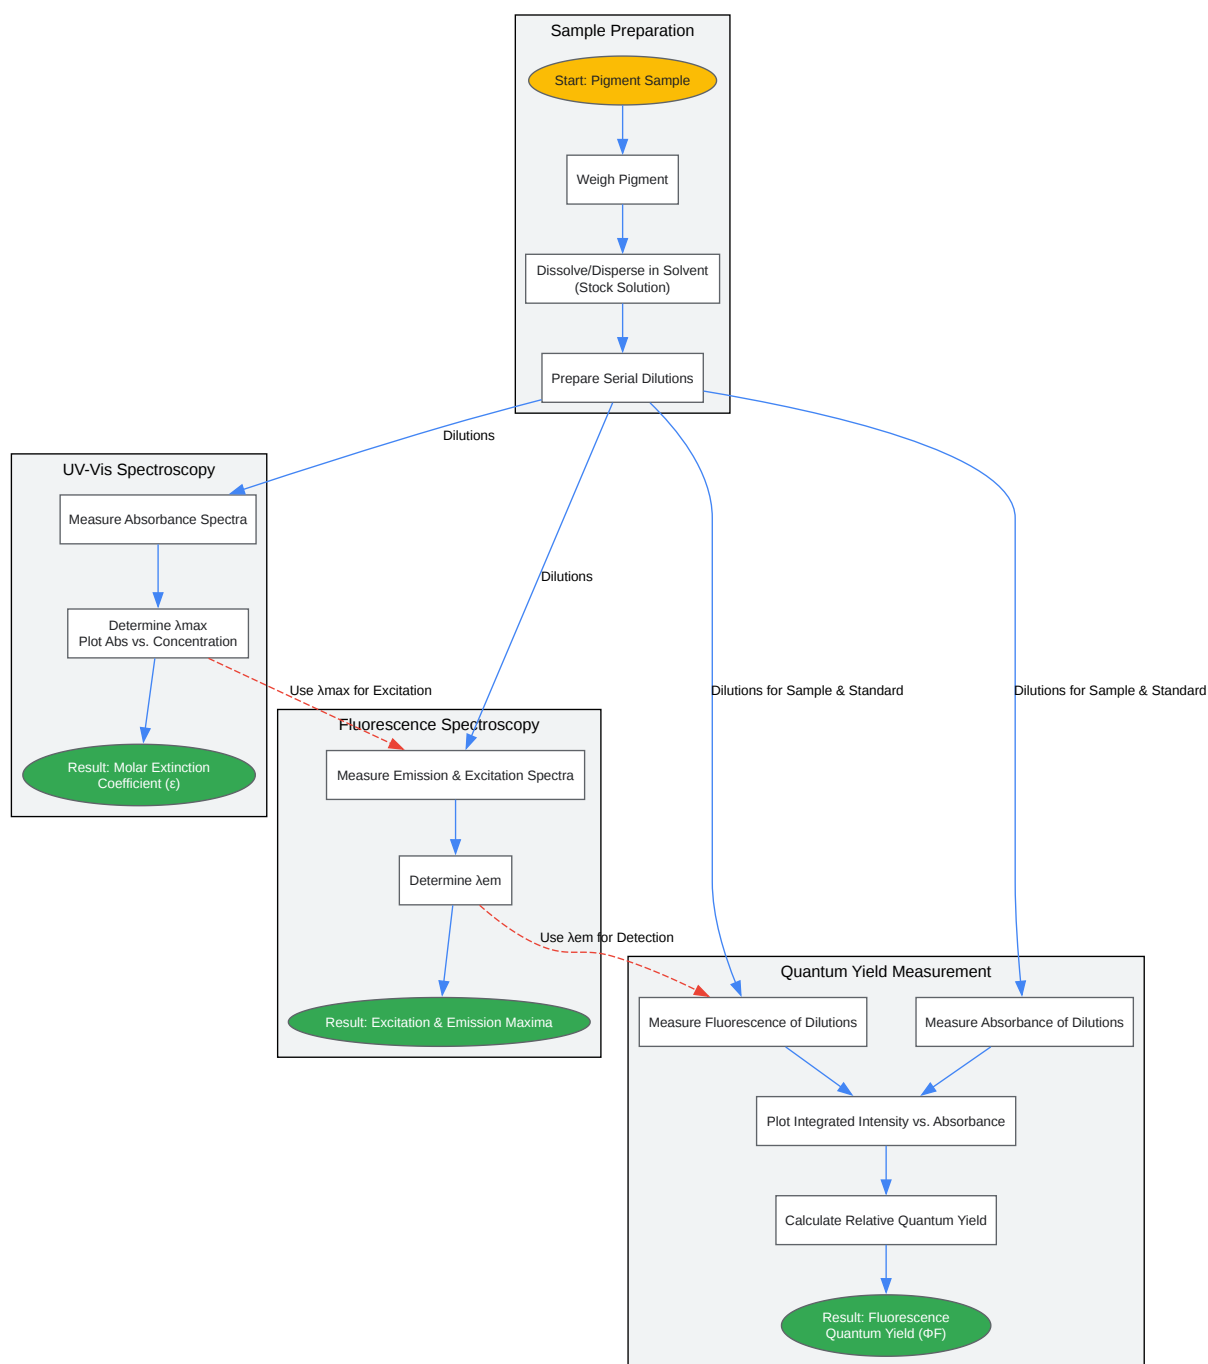 Sample Preparation
Start: Pigment Sample
Weigh Pigment
Dissolve/Disperse in Solvent
(Stock Solution)
Prepare Serial Dilutions
Dilutions
UV-Vis Spectroscopy
Measure Absorbance Spectra
Dilutions
Determine λmax
Plot Abs vs. Concentration
Use λmax for Excitation
Dilutions for Sample & Standard
Dilutions for Sample & Standard
Fluorescence Spectroscopy
Result: Molar Extinction
Coefficient (ε)
Measure Emission & Excitation Spectra
Determine λem
Use λem for Detection
Quantum Yield Measurement
Result: Excitation & Emission Maxima
Measure Fluorescence of Dilutions
Measure Absorbance of Dilutions
Plot Integrated Intensity vs. Absorbance
Calculate Relative Quantum Yield
Result: Fluorescence
Quantum Yield (ΦF)